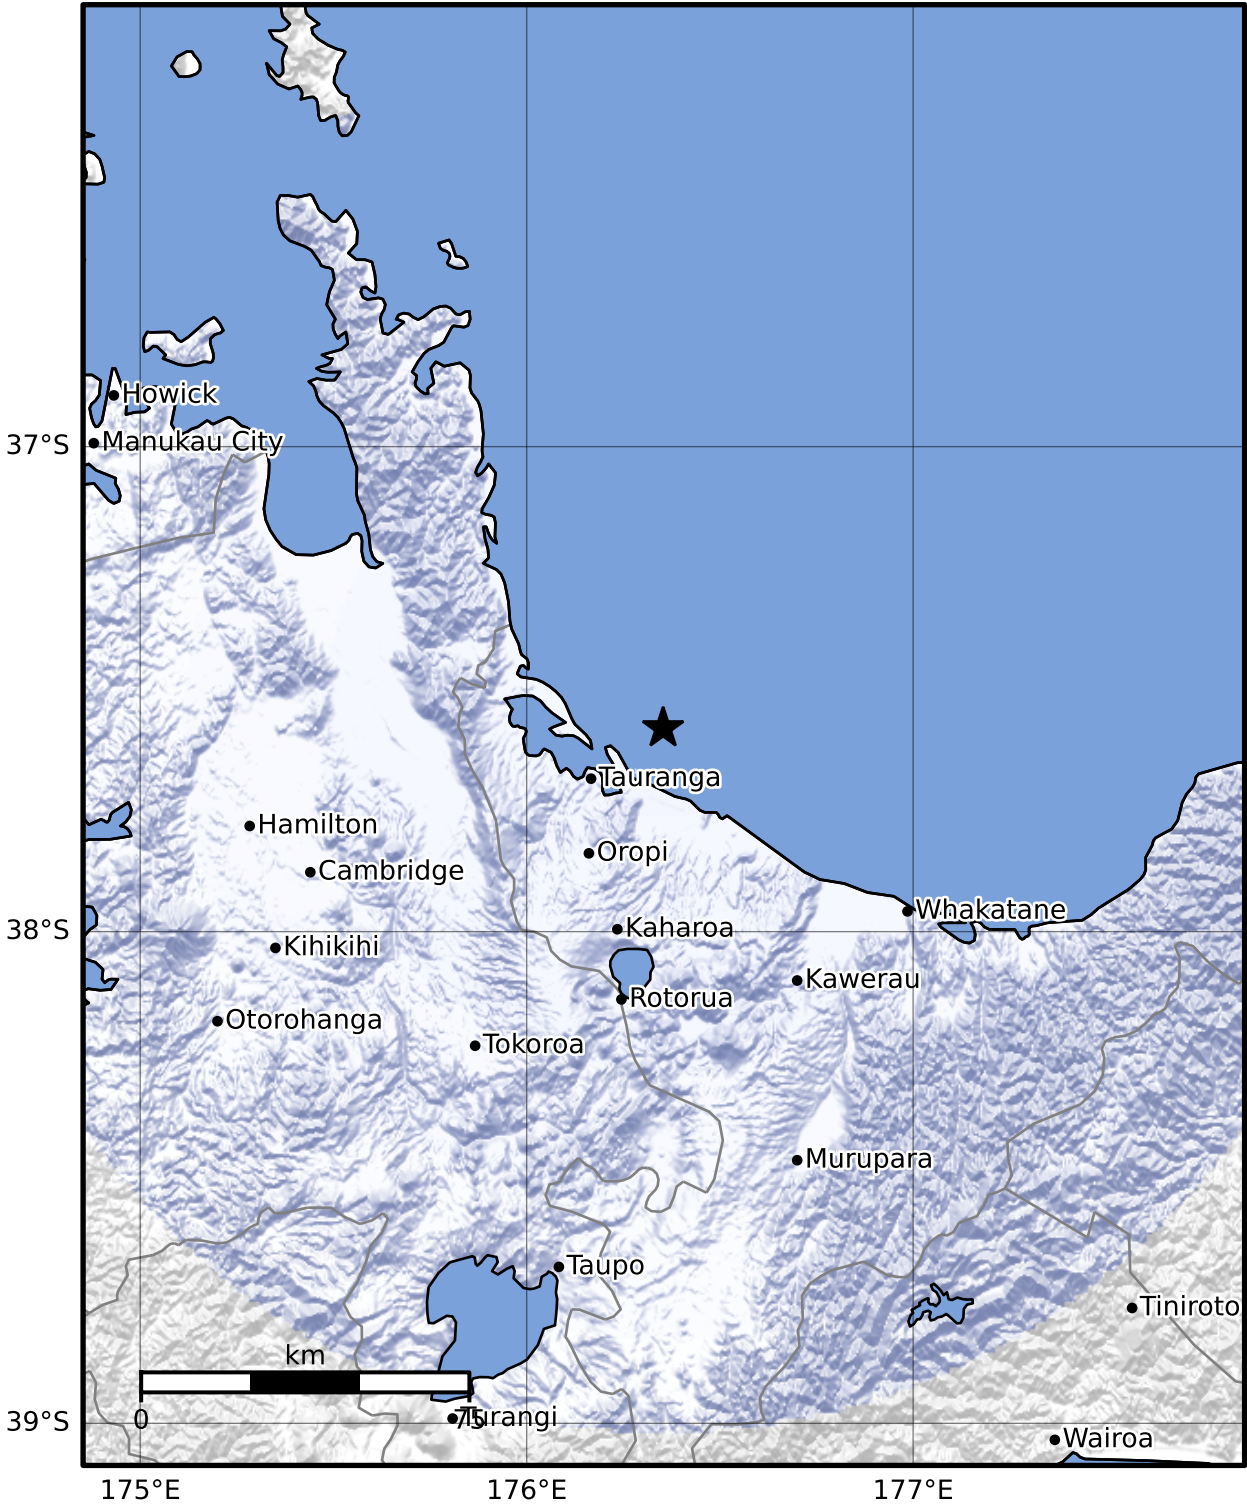 Howick
Manukau City
37°S
Tauranga
Hamilton
Oropi
Cambridge
Whakatane
38°S
Kaharoa
Kihikihi
Kawerau
Rotorua
Otorohanga
Tokoroa
Murupara
Taupo
Tiniroto
km
0
75
Turangi
39°S
Wairoa
175°E
176°E
177°E